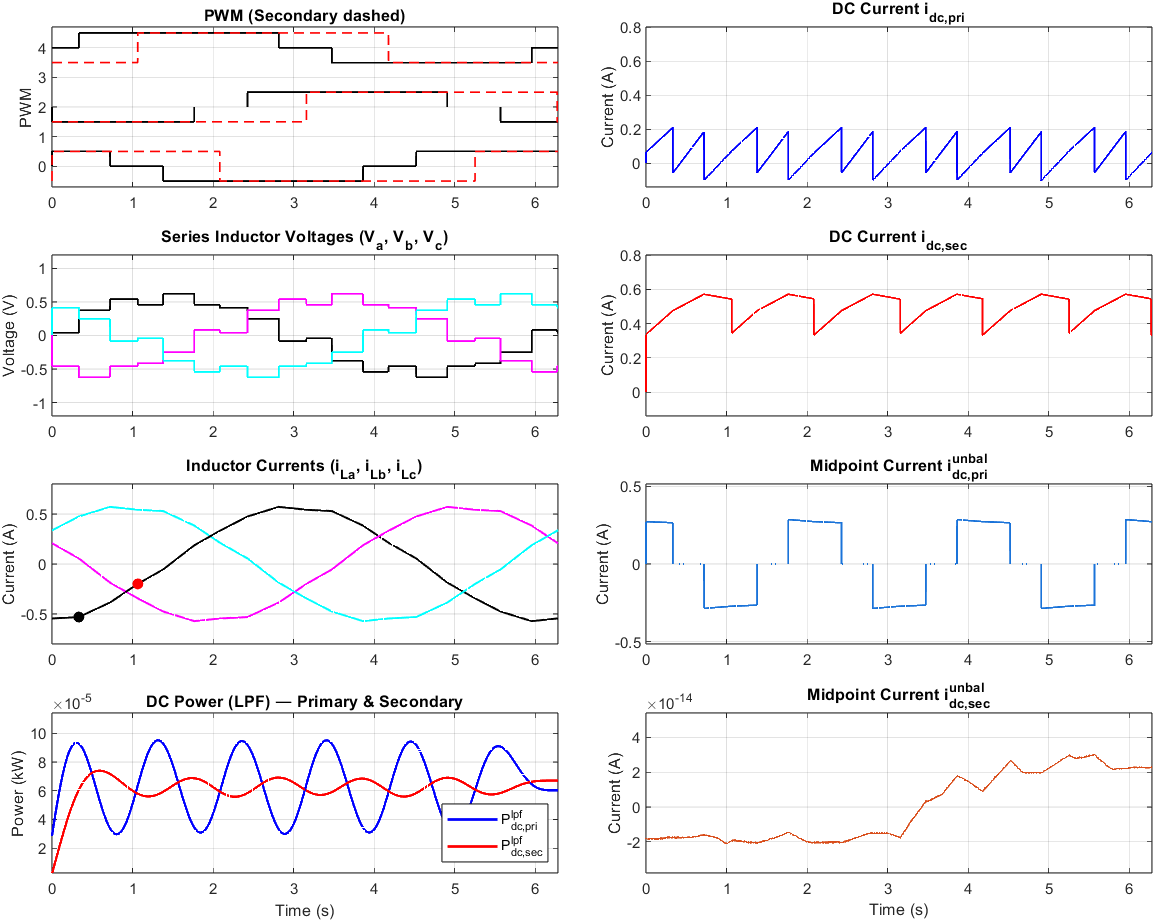 PWM (Secondary dashed)
PWM
4
3
2
1
0
0 1 2 3 4 5 6
DC Current i_dc,pri
Current (A)
0.8
0.6
0.4
0.2
0
0 1 2 3 4 5 6
Series Inductor Voltages (V_a, V_b, V_c)
Voltage (V)
1
0.5
0
-0.5
-1
0 1 2 3 4 5 6
DC Current i_dc,sec
Current (A)
0.8
0.6
0.4
0.2
0
0 1 2 3 4 5 6
Inductor Currents (i_La, i_Lb, i_Lc)
Current (A)
0.5
0
-0.5
0 1 2 3 4 5 6
Midpoint Current i^unbal_dc,pri
Current (A)
0.5
0
-0.5
0 1 2 3 4 5 6
DC Power (LPF) — Primary & Secondary
×10^-5
Power (kW)
10
8
6
4
2
P^lpf_dc,pri
P^lpf_dc,sec
0 1 2 3 4 5 6
Time (s)
Midpoint Current i^unbal_dc,sec
×10^-14
Current (A)
4
2
0
-2
0 1 2 3 4 5 6
Time (s)